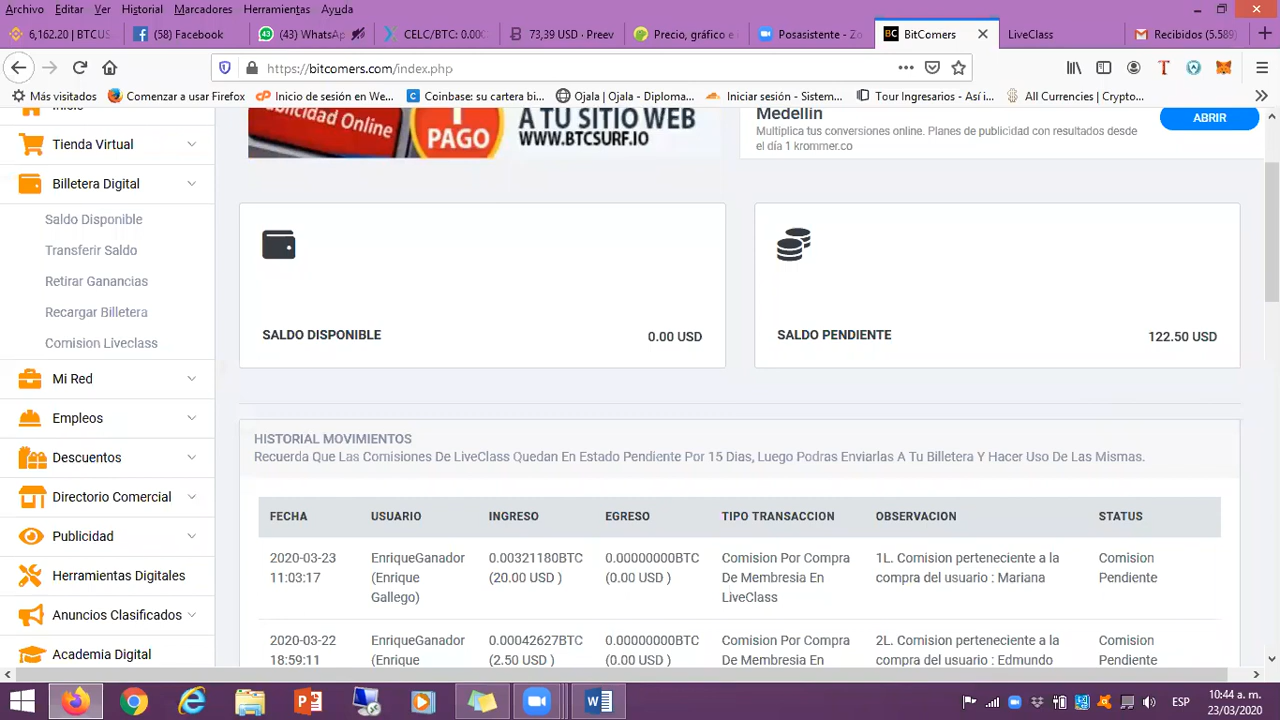 Archivo Editar Ver Historial Marcadores Herramientas Ayuda
6,162.20 | BTCUS (58) Facebook (43) WhatsAp CELC/BTC: 0.00 73,39 USD - Preev Precio, gráfico e Posasistente - Zo BitComers LiveClass Recibidos (5.589)
https://bitcomers.com/index.php
Más visitados Comenzar a usar Firefox Inicio de sesión en We... Coinbase: su cartera bi... Ojala | Ojala - Diploma... Iniciar sesión - Sistem... Tour Ingresarios - Así i... All Currencies | Crypto...
Inicio
Tienda Virtual
Billetera Digital
Saldo Disponible
Transferir Saldo
Retirar Ganancias
Recargar Billetera
Comision Liveclass
Mi Red
Empleos
Descuentos
Directorio Comercial
Publicidad
Herramientas Digitales
Anuncios Clasificados
Academia Digital
Publicidad Online
1
PAGO
A TU SITIO WEB
WWW.BTCSURF.IO
Medellín
Multiplica tus conversiones online. Planes de publicidad con resultados desde
el día 1 krommer.co
ABRIR
SALDO DISPONIBLE 0.00 USD
SALDO PENDIENTE 122.50 USD
HISTORIAL MOVIMIENTOS
Recuerda Que Las Comisiones De LiveClass Quedan En Estado Pendiente Por 15 Dias, Luego Podras Enviarlas A Tu Billetera Y Hacer Uso De Las Mismas.
FECHA USUARIO INGRESO EGRESO TIPO TRANSACCION OBSERVACION STATUS
2020-03-23 EnriqueGanador 0.00321180BTC 0.00000000BTC Comision Por Compra 1L. Comision perteneciente a la Comision
11:03:17 (Enrique (20.00 USD ) (0.00 USD ) De Membresia En compra del usuario : Mariana Pendiente
Gallego) LiveClass
2020-03-22 EnriqueGanador 0.00042627BTC 0.00000000BTC Comision Por Compra 2L. Comision perteneciente a la Comision
18:59:11 (Enrique (2.50 USD ) (0.00 USD ) De Membresia En compra del usuario : Edmundo Pendiente
ESP
10:44 a. m.
23/03/2020